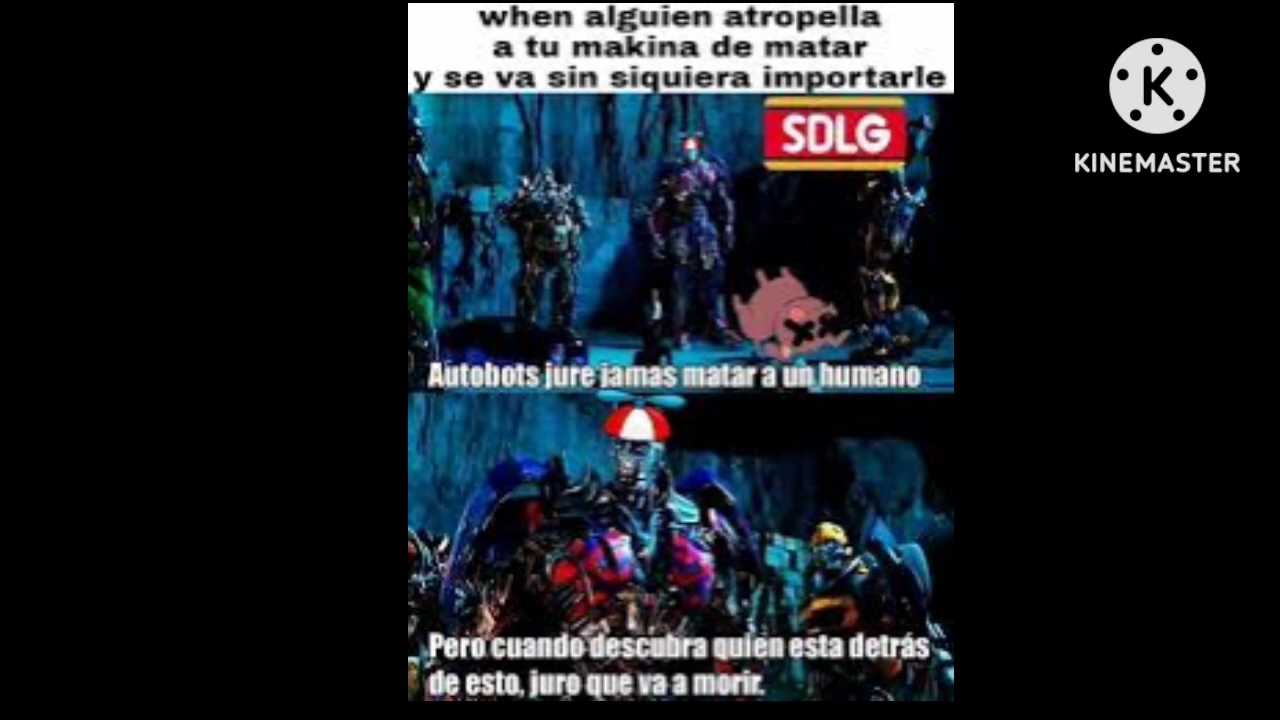 when alguien atropella
a tu makina de matar
y se va sin siquiera importarle
SDLG
K
KINEMASTER
Autobots jure jamas matar a un humano
Pero cuando descubra quién esta detrás
de esto, juro que va a morir.